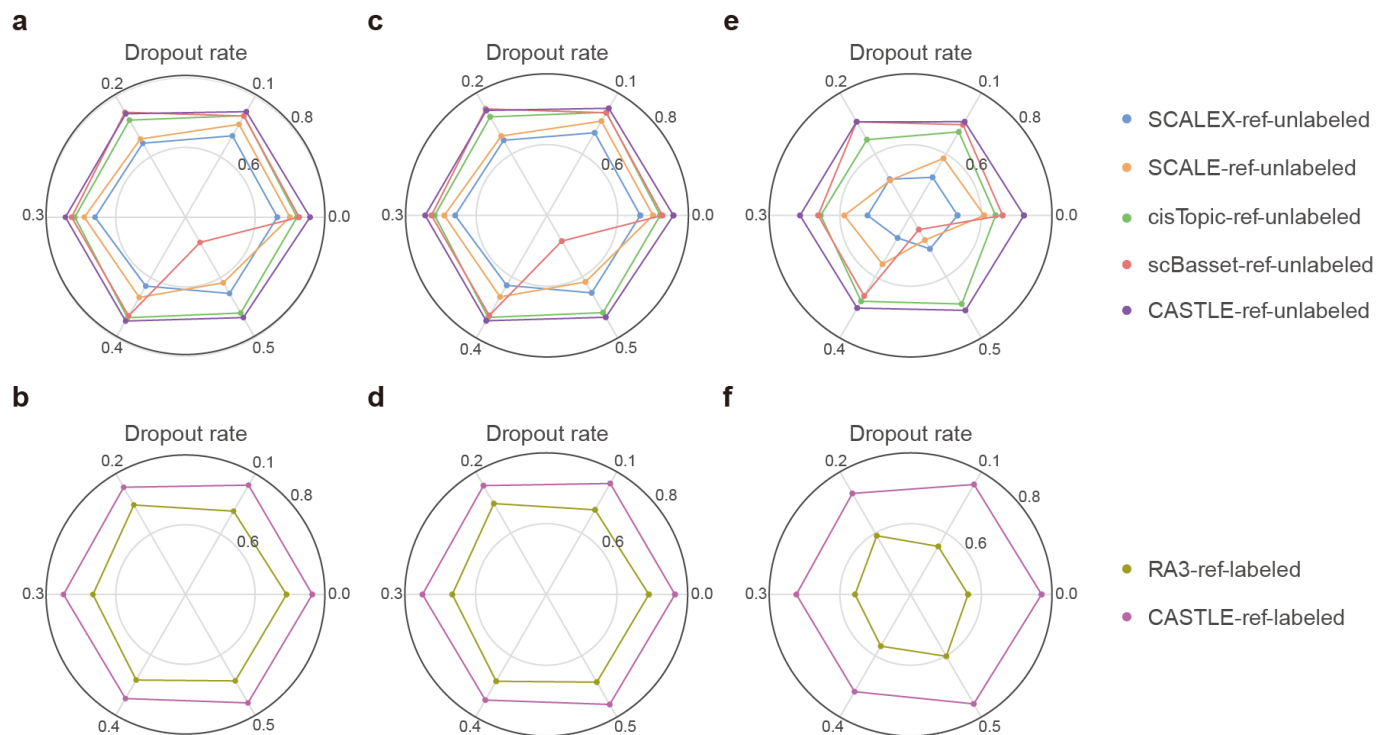 a
Dropout rate
0.2
0.1
0.8
0.6
0.3
0.0
0.4
0.5
c
Dropout rate
0.2
0.1
0.8
0.6
0.3
0.0
0.4
0.5
e
Dropout rate
0.2
0.1
0.8
0.6
0.3
0.0
0.4
0.5
SCALEX-ref-unlabeled
SCALE-ref-unlabeled
cisTopic-ref-unlabeled
scBasset-ref-unlabeled
CASTLE-ref-unlabeled
b
Dropout rate
0.2
0.1
0.8
0.6
0.3
0.0
0.4
0.5
d
Dropout rate
0.2
0.1
0.8
0.6
0.3
0.0
0.4
0.5
f
Dropout rate
0.2
0.1
0.8
0.6
0.3
0.0
0.4
0.5
RA3-ref-labeled
CASTLE-ref-labeled